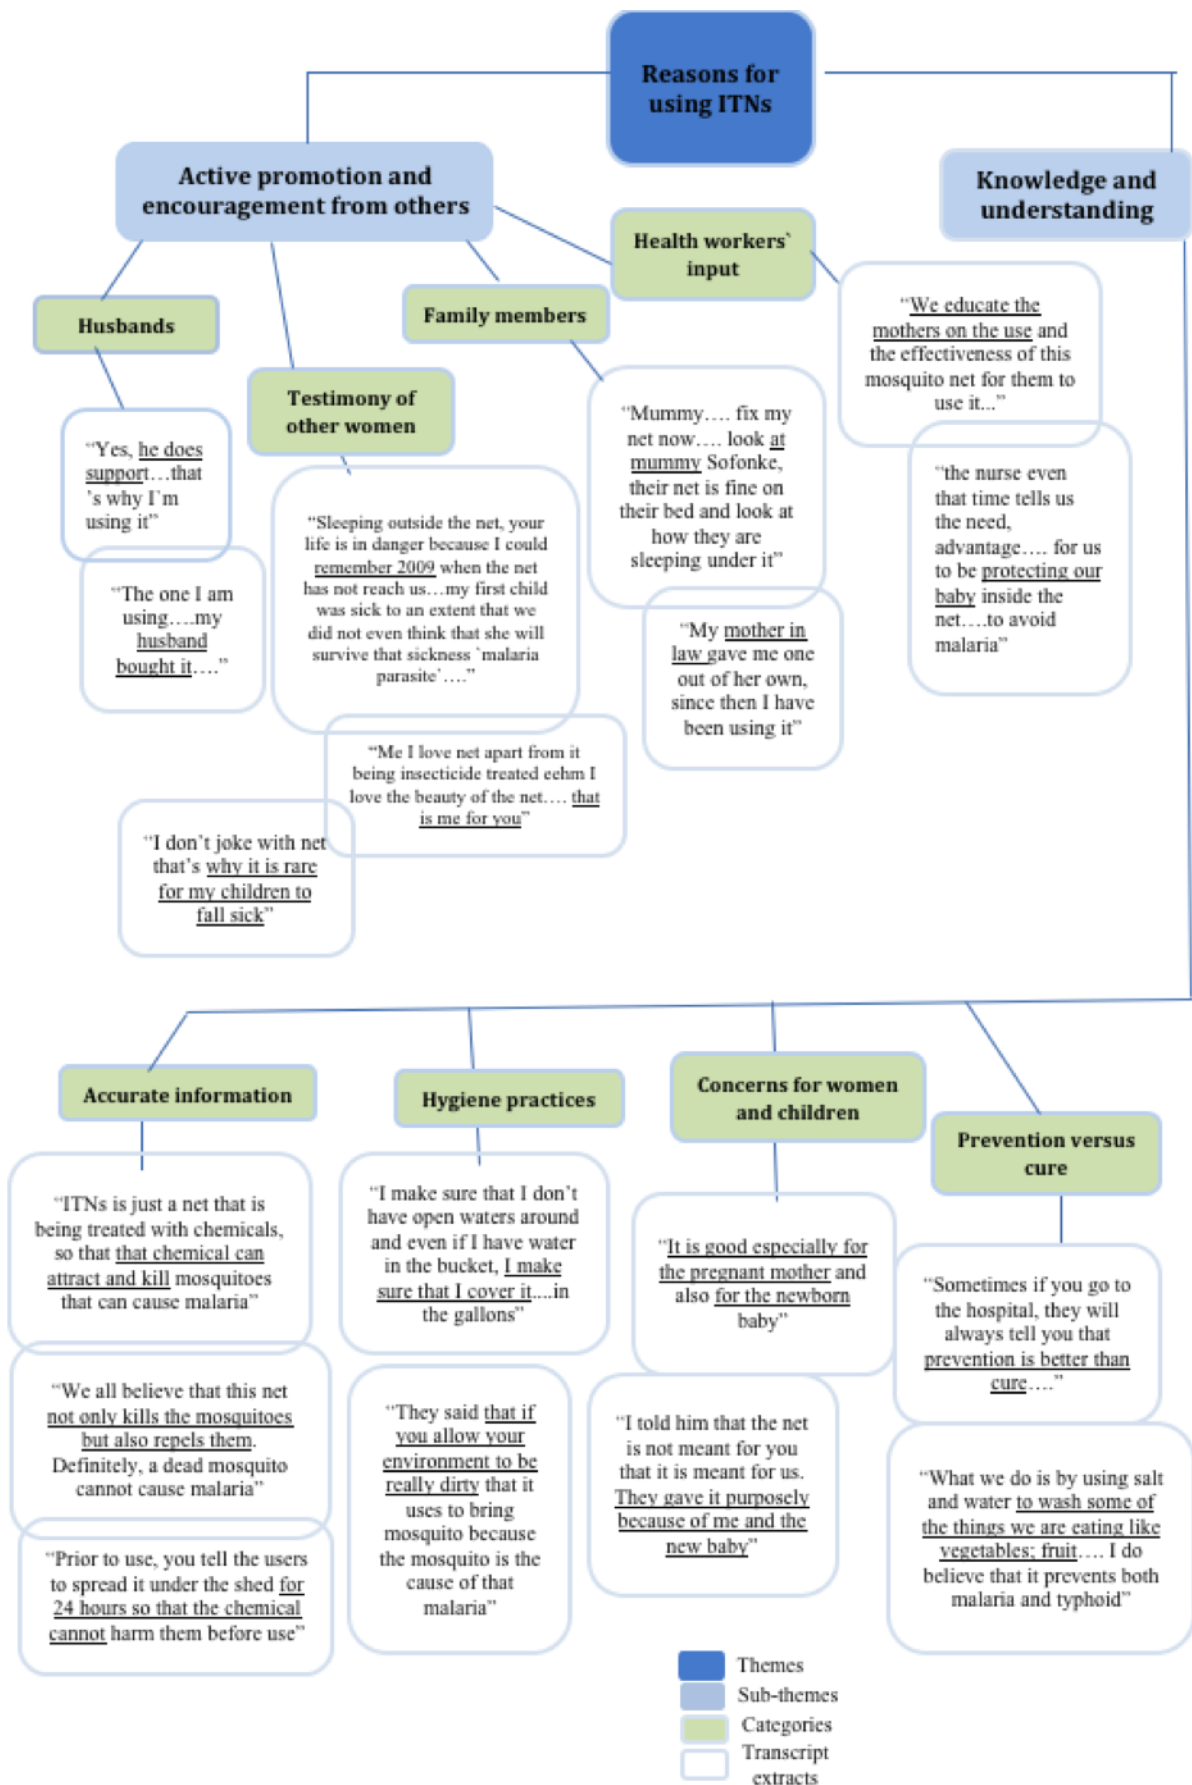 Reasons for
using ITNs
Active promotion and
encouragement from others
Knowledge and
understanding
Husbands
"Yes, he does
support…that
`s why I`m
using it"
"The one I am
using….my
husband
bought it…."
Testimony of
other women
"Sleeping outside the net, your
life is in danger because I could
remember 2009 when the net
has not reach us…my first child
was sick to an extent that we
did not even think that she will
survive that sickness `malaria
parasite`…."
"Me I love net apart from it
being insecticide treated eehm I
love the beauty of the net…. that
is me for you"
"I don't joke with net
that's why it is rare
for my children to
fall sick"
Family members
"Mummy…. fix my
net now…. look at
mummy Sofonke,
their net is fine on
their bed and look at
how they are
sleeping under it"
"My mother in
law gave me one
out of her own,
since then I have
been using it"
Health workers`
input
"We educate the
mothers on the use and
the effectiveness of this
mosquito net for them to
use it..."
"the nurse even
that time tells us
the need,
advantage…. for us
to be protecting our
baby inside the
net….to avoid
malaria"
Accurate information
"ITNs is just a net that is
being treated with chemicals,
so that that chemical can
attract and kill mosquitoes
that can cause malaria"
"We all believe that this net
not only kills the mosquitoes
but also repels them.
Definitely, a dead mosquito
cannot cause malaria"
"Prior to use, you tell the users
to spread it under the shed for
24 hours so that the chemical
cannot harm them before use"
Hygiene practices
"I make sure that I don't
have open waters around
and even if I have water
in the bucket, I make
sure that I cover it....in
the gallons"
"They said that if
you allow your
environment to be
really dirty that it
uses to bring
mosquito because
the mosquito is the
cause of that
malaria"
Concerns for women
and children
"It is good especially for
the pregnant mother and
also for the newborn
baby"
"I told him that the net
is not meant for you
that it is meant for us.
They gave it purposely
because of me and the
new baby"
Prevention versus
cure
"Sometimes if you go to
the hospital, they will
always tell you that
prevention is better than
cure…."
"What we do is by using salt
and water to wash some of
the things we are eating like
vegetables; fruit…. I do
believe that it prevents both
malaria and typhoid"
Themes
Sub-themes
Categories
Transcript
extracts